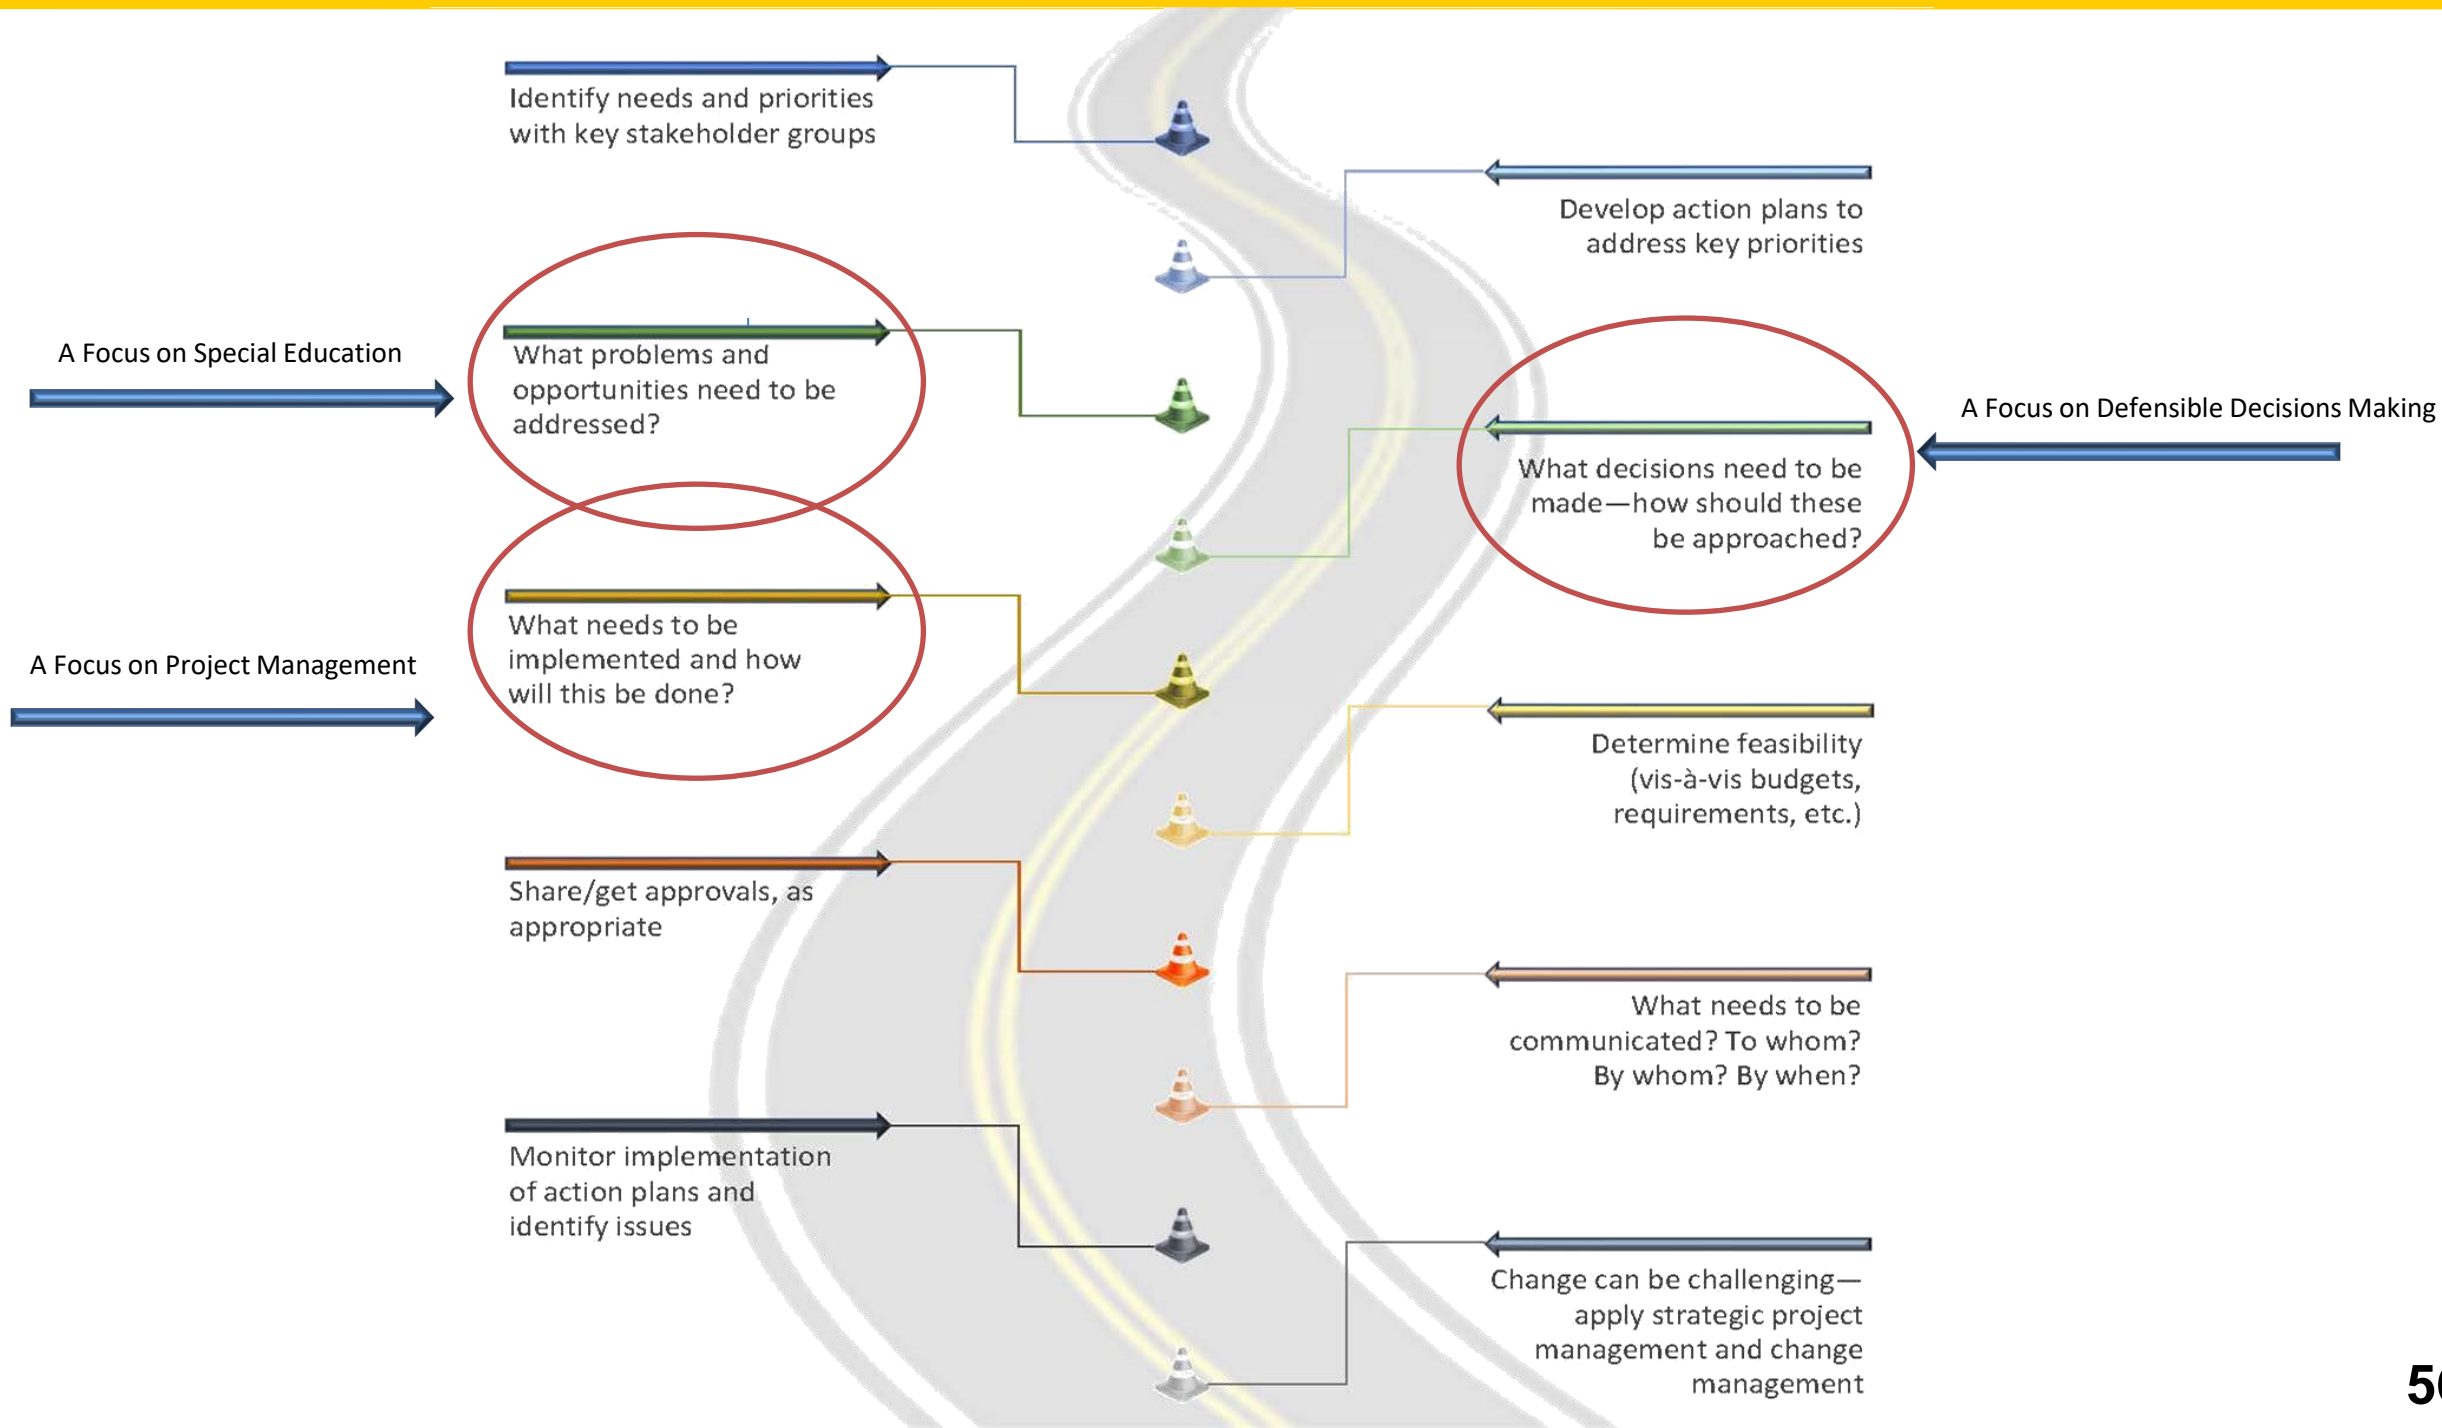 Identify needs and priorities
with key stakeholder groups
Develop action plans to
address key priorities
A Focus on Special Education
What problems and
opportunities need to be
addressed?
A Focus on Defensible Decisions Making
What decisions need to be
made—how should these
be approached?
A Focus on Project Management
What needs to be
implemented and how
will this be done?
Determine feasibility
(vis-à-vis budgets,
requirements, etc.)
Share/get approvals, as
appropriate
What needs to be
communicated? To whom?
By whom? By when?
Monitor implementation
of action plans and
identify issues
Change can be challenging—
apply strategic project
management and change
management